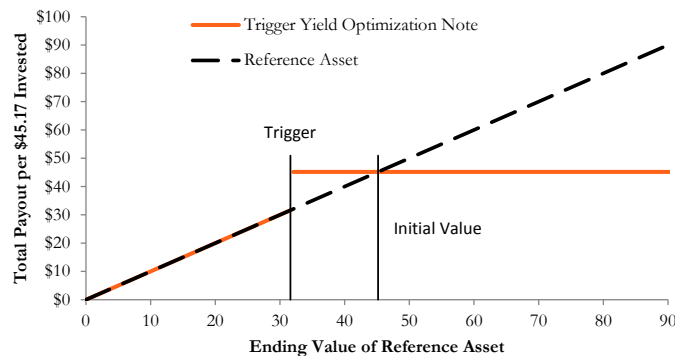 Trigger Yield Optimization Note
Reference Asset
Total Payout per $45.17 Invested
$100
$90
$80
$70
$60
$50
$40
$30
$20
$10
$0
Trigger
Initial Value
0 10 20 30 40 50 60 70 80 90
Ending Value of Reference Asset